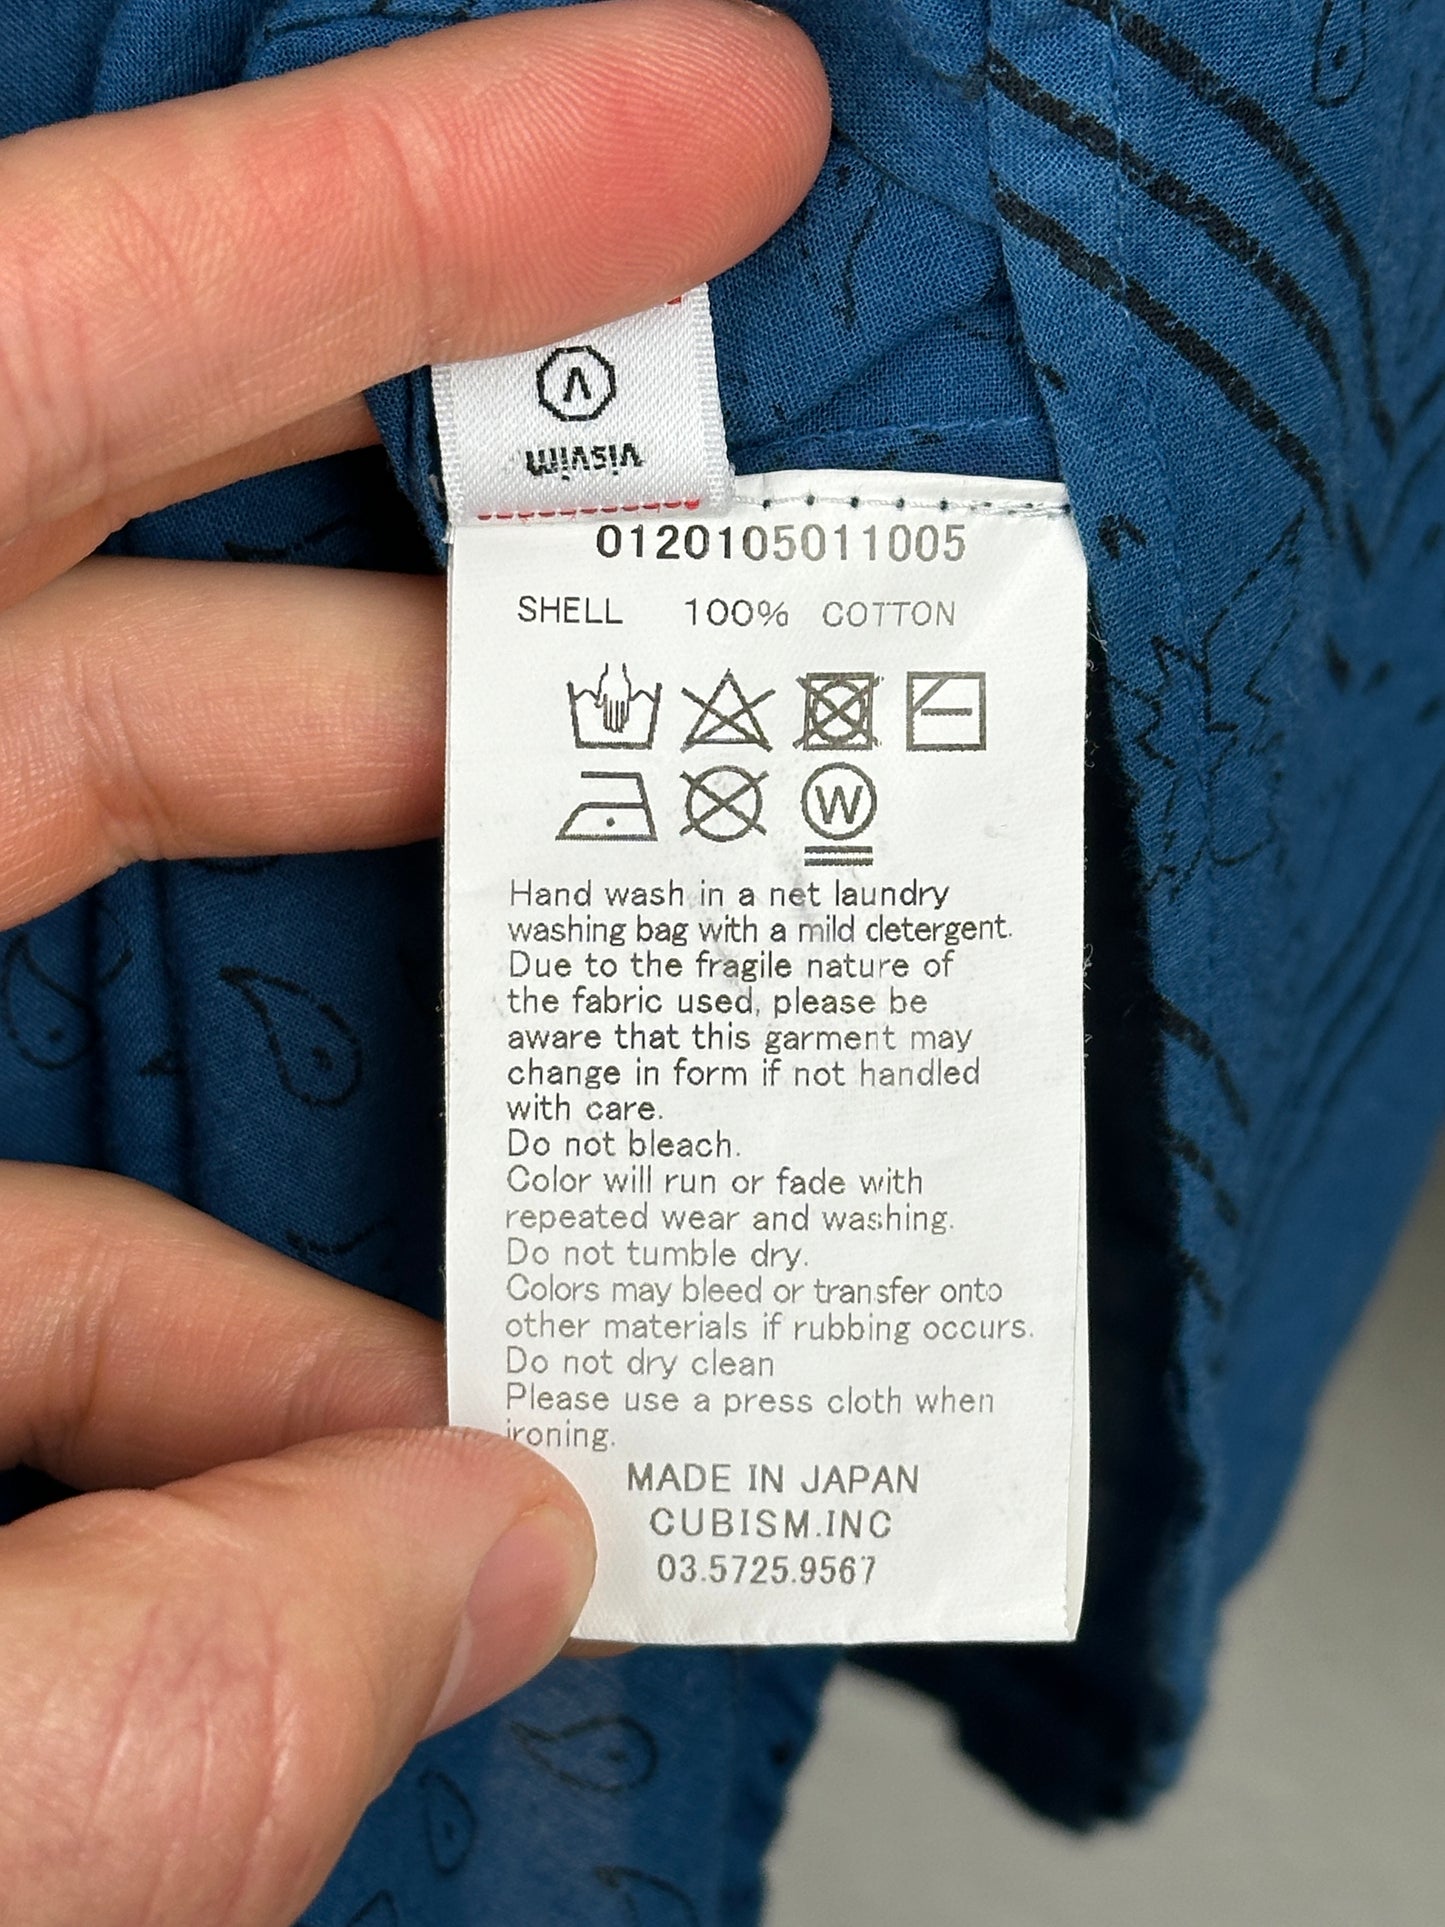 visvim
0120105011005
SHELL 100% COTTON
W
Hand wash in a net laundry
washing bag with a mild detergent.
Due to the fragile nature of
the fabric used, please be
aware that this garment may
change in form if not handled
with care.
Do not bleach.
Color will run or fade with
repeated wear and washing.
Do not tumble dry.
Colors may bleed or transfer onto
other materials if rubbing occurs.
Do not dry clean
Please use a press cloth when
ironing.
MADE IN JAPAN
CUBISM.INC
03.5725.9567